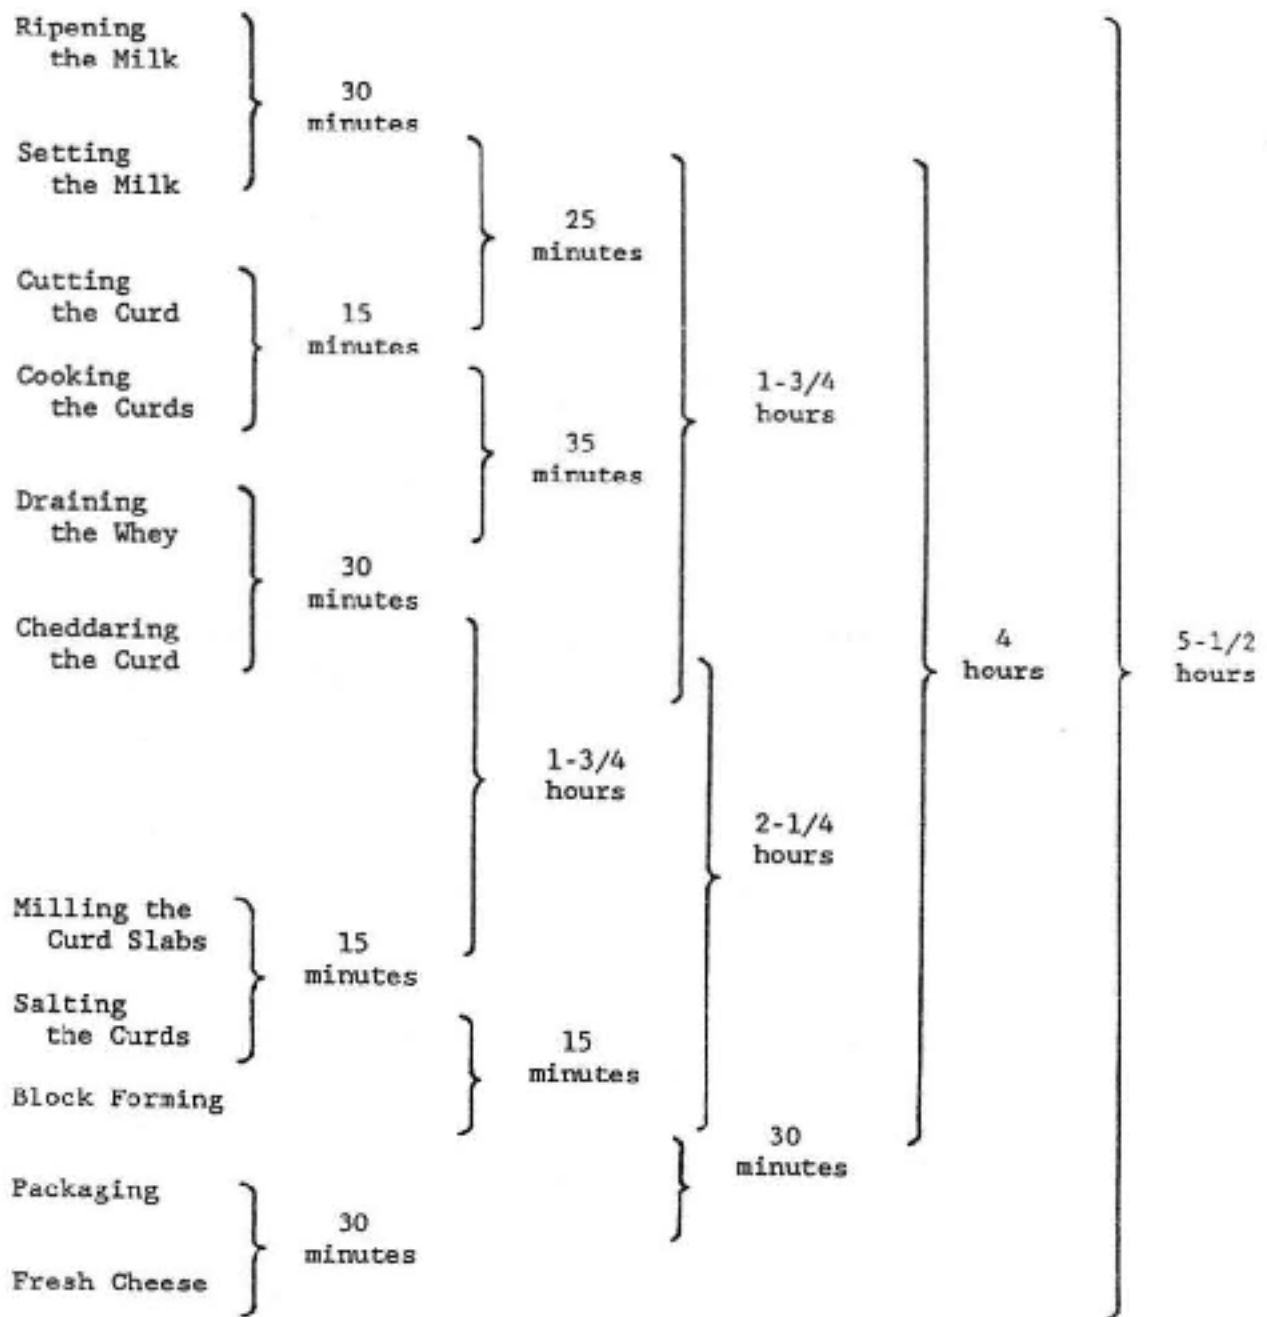 Ripening
the Milk
30
minutes
Setting
the Milk
25
minutes
Cutting
the Curd
15
minutes
Cooking
the Curds
1-3/4
hours
35
minutes
Draining
the Whey
30
minutes
Cheddaring
the Curd
4
hours
5-1/2
hours
1-3/4
hours
2-1/4
hours
Milling the
Curd Slabs
15
minutes
Salting
the Curds
15
minutes
Block Forming
30
minutes
Packaging
30
minutes
Fresh Cheese